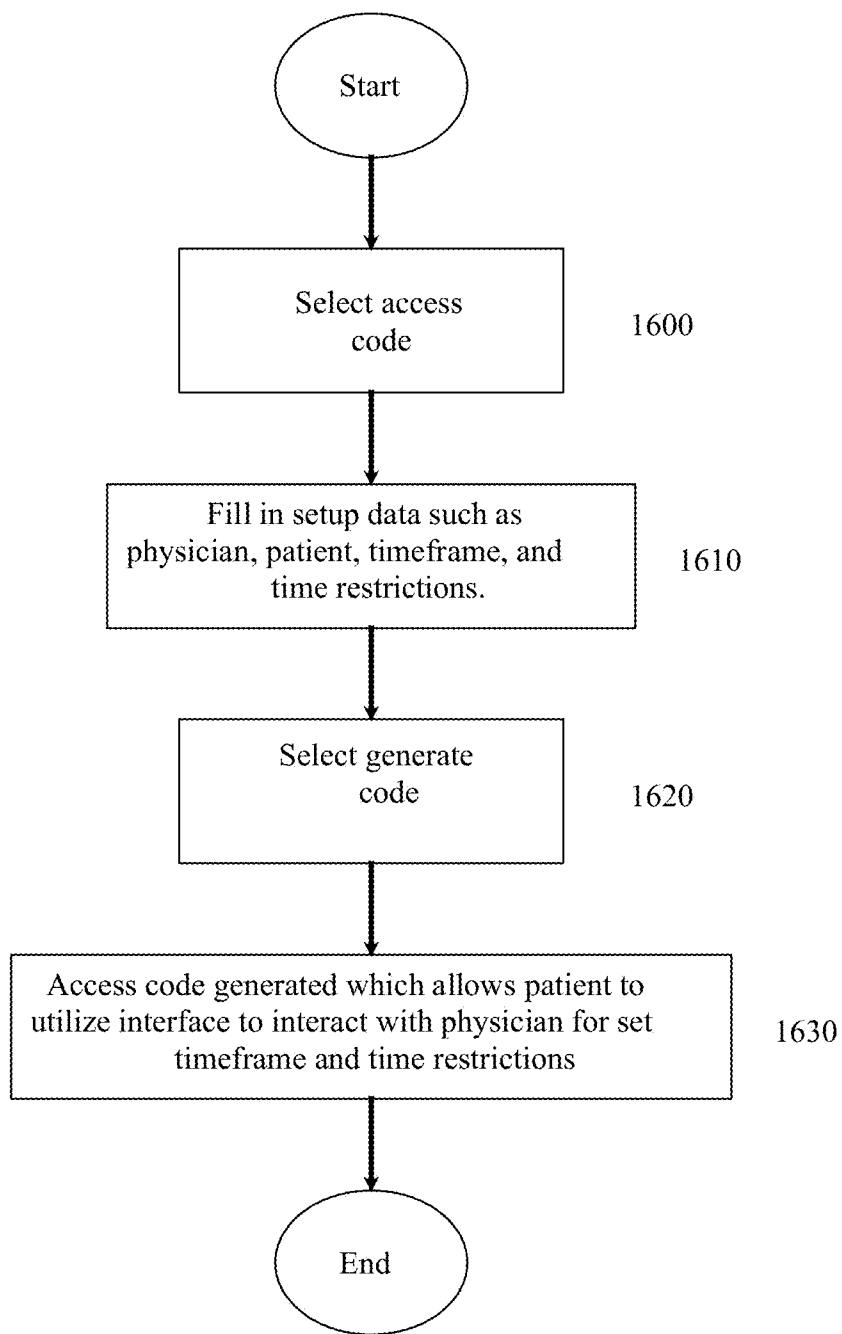 Start
Select access
code
1600
Fill in setup data such as
physician, patient, timeframe, and
time restrictions.
1610
Select generate
code
1620
Access code generated which allows patient to
utilize interface to interact with physician for set
timeframe and time restrictions
1630
End